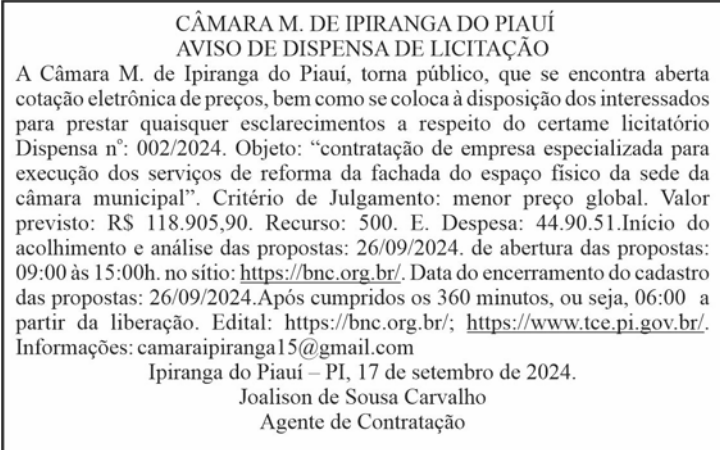 CÂMARA M. DE IPIRANGA DO PIAUÍ
AVISO DE DISPENSA DE LICITAÇÃO
A Câmara M. de Ipiranga do Piauí, torna público, que se encontra aberta
cotação eletrônica de preços, bem como se coloca à disposição dos interessados
para prestar quaisquer esclarecimentos a respeito do certame licitatório
Dispensa nº: 002/2024. Objeto: “contratação de empresa especializada para
execução dos serviços de reforma da fachada do espaço físico da sede da
câmara municipal”. Critério de Julgamento: menor preço global. Valor
previsto: R$ 118.905,90. Recurso: 500. E. Despesa: 44.90.51.Início do
acolhimento e análise das propostas: 26/09/2024. de abertura das propostas:
09:00 às 15:00h. no sítio: https://bnc.org.br/. Data do encerramento do cadastro
das propostas: 26/09/2024.Após cumpridos os 360 minutos, ou seja, 06:00 a
partir da liberação. Edital: https://bnc.org.br/; https://www.tce.pi.gov.br/.
Informações: camaraipiranga15@gmail.com
Ipiranga do Piauí – PI, 17 de setembro de 2024.
Joalison de Sousa Carvalho
Agente de Contratação